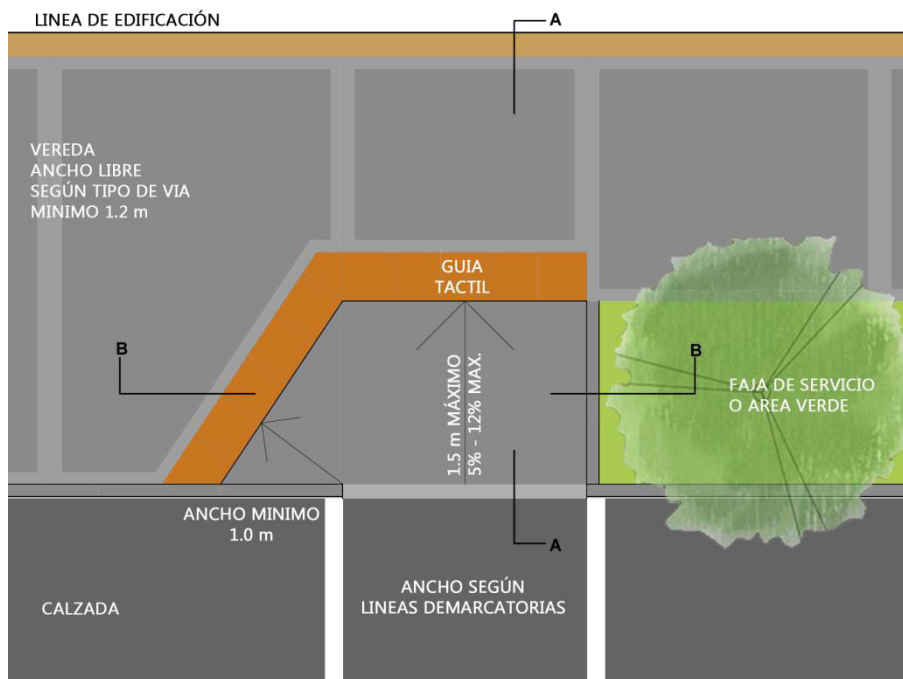 LINEA DE EDIFICACIÓN
A
VEREDA
ANCHO LIBRE
SEGÚN TIPO DE VIA
MINIMO 1.2 m
GUIA
TACTIL
B
B
1.5 m MÁXIMO
5% - 12% MAX.
FAJA DE SERVICIO
O AREA VERDE
ANCHO MINIMO
1.0 m
A
CALZADA
ANCHO SEGÚN
LINEAS DEMARCATORIAS